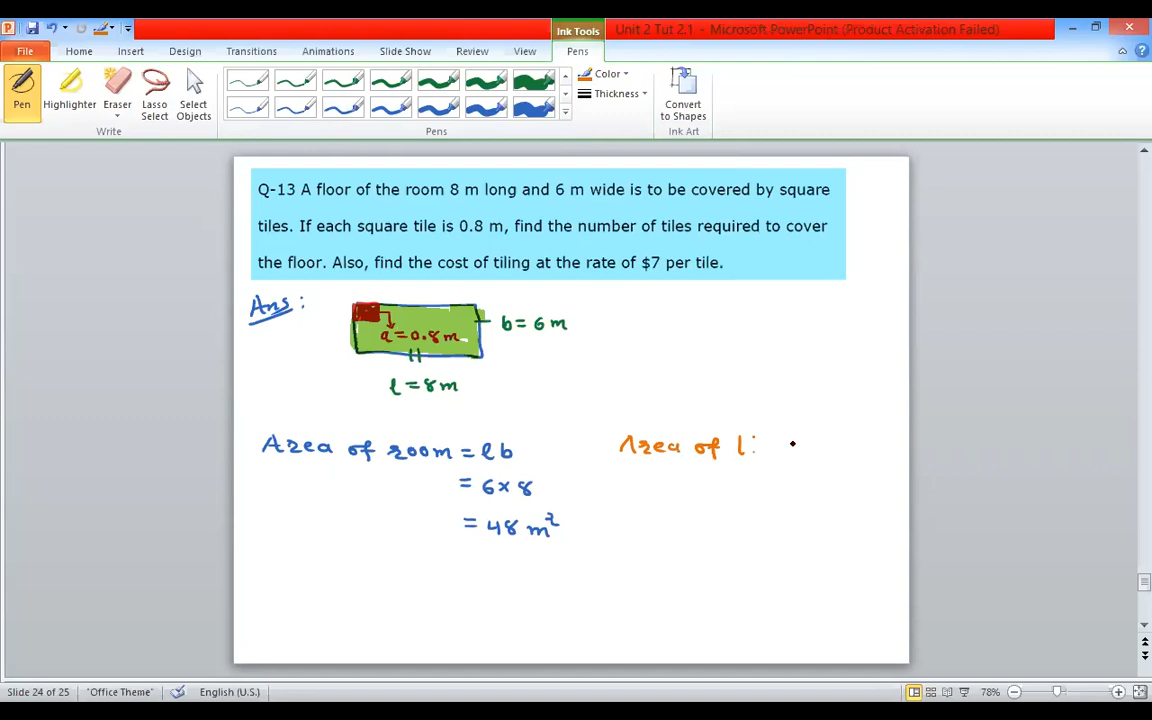 Ink Tools
Unit 2 Tut 2.1 - Microsoft PowerPoint (Product Activation Failed)
File Home Insert Design Transitions Animations Slide Show Review View Pens
Pen Highlighter Eraser Lasso Select Select Objects
Color
Thickness
Convert to Shapes
Write Pens Ink Art
Q-13 A floor of the room 8 m long and 6 m wide is to be covered by square
tiles. If each square tile is 0.8 m, find the number of tiles required to cover
the floor. Also, find the cost of tiling at the rate of $7 per tile.
Ans:
a = 0.8m
b = 6 m
l = 8m
Area of room = lb
= 6 x 8
= 48 m²
Area of l:
Slide 24 of 25 "Office Theme" English (U.S.) 78%